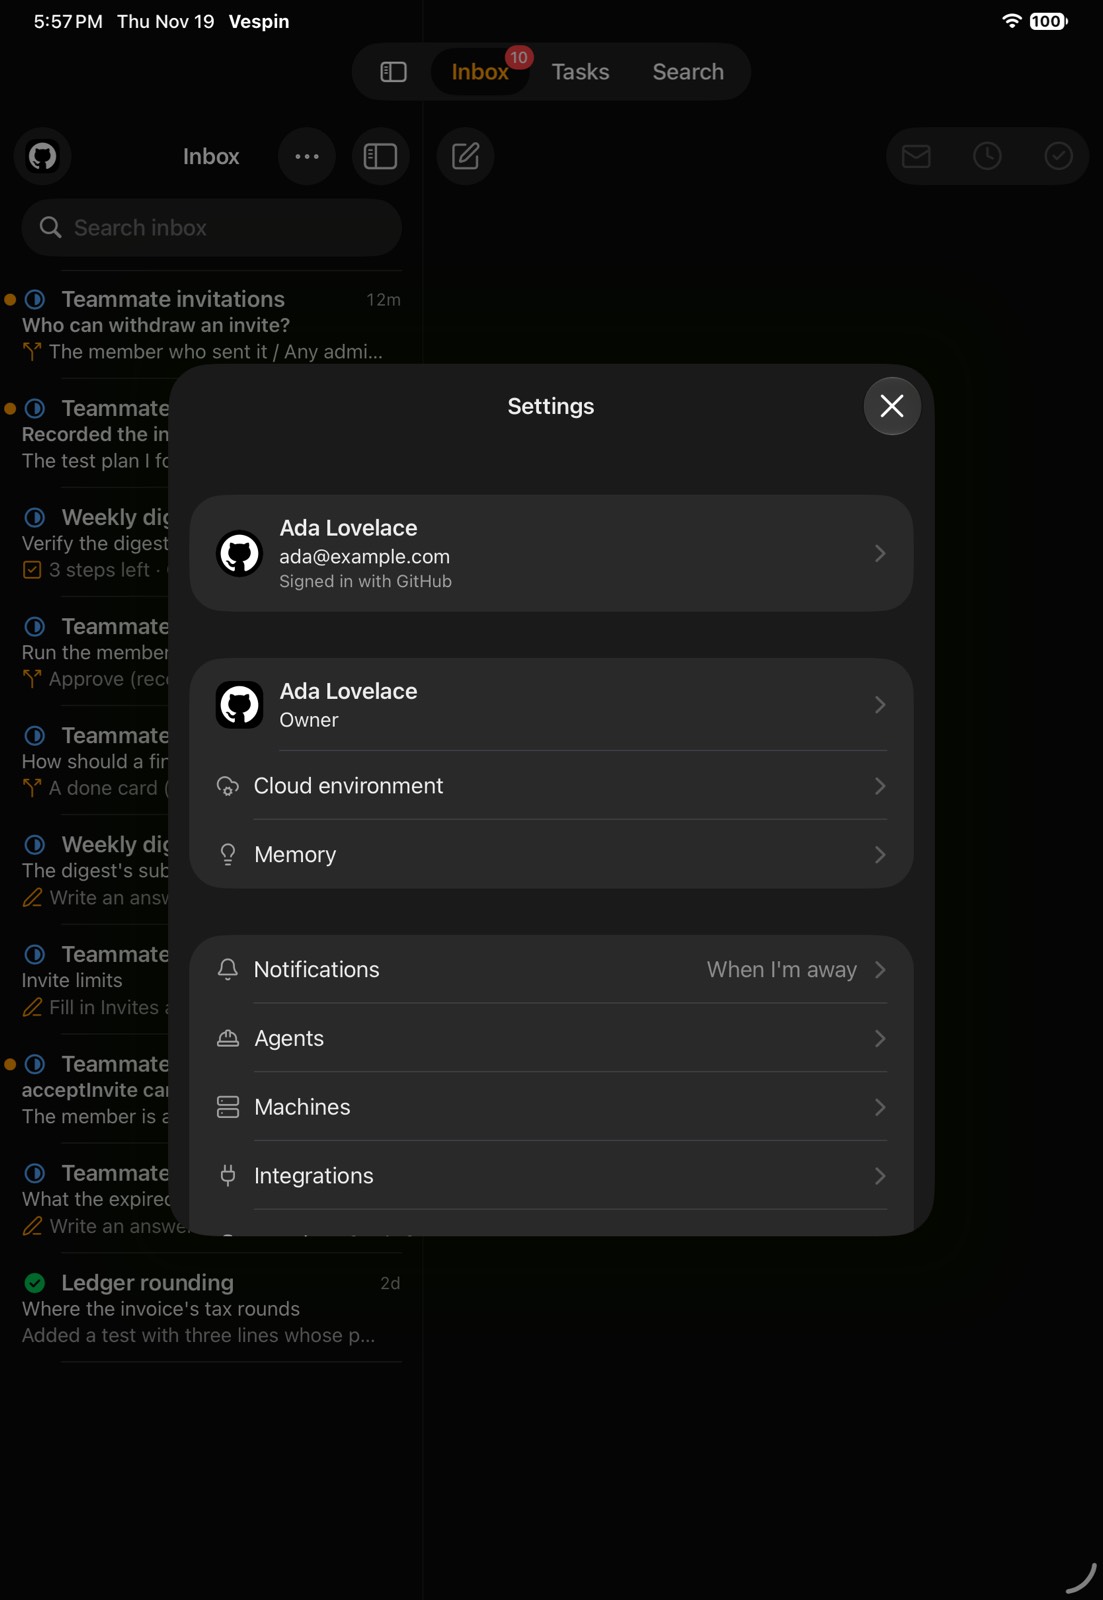 5:57 PM Thu Nov 19 Vespin
100
Inbox
10
Tasks
Search
Inbox
Search inbox
Teammate invitations 12m
Who can withdraw an invite?
The member who sent it / Any admi...
Teammate
Recorded the in
The test plan I fo
Weekly dig
Verify the digest
3 steps left ·
Teammate
Run the member
Approve (reco
Teammate
How should a fin
A done card (
Weekly dig
The digest's sub
Write an answ
Teammate
Invite limits
Fill in Invites a
Teammate
acceptInvite car
The member is a
Teammate
What the expired
Write an answe
Ledger rounding 2d
Where the invoice's tax rounds
Added a test with three lines whose p...
Settings
Ada Lovelace
ada@example.com
Signed in with GitHub
Ada Lovelace
Owner
Cloud environment
Memory
Notifications When I'm away
Agents
Machines
Integrations